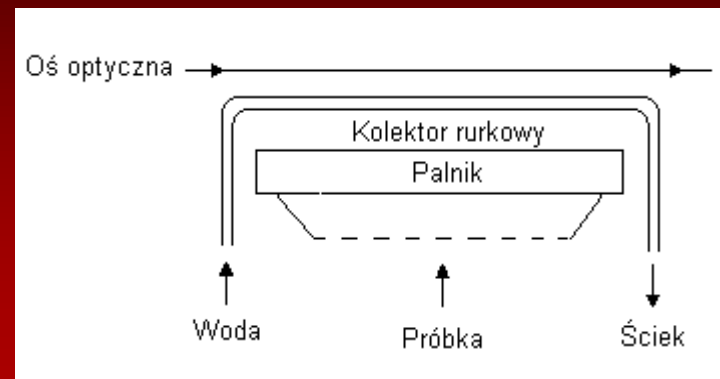 Oś optyczna
Kolektor rurkowy
Palnik
Woda
Próbka
Ściek